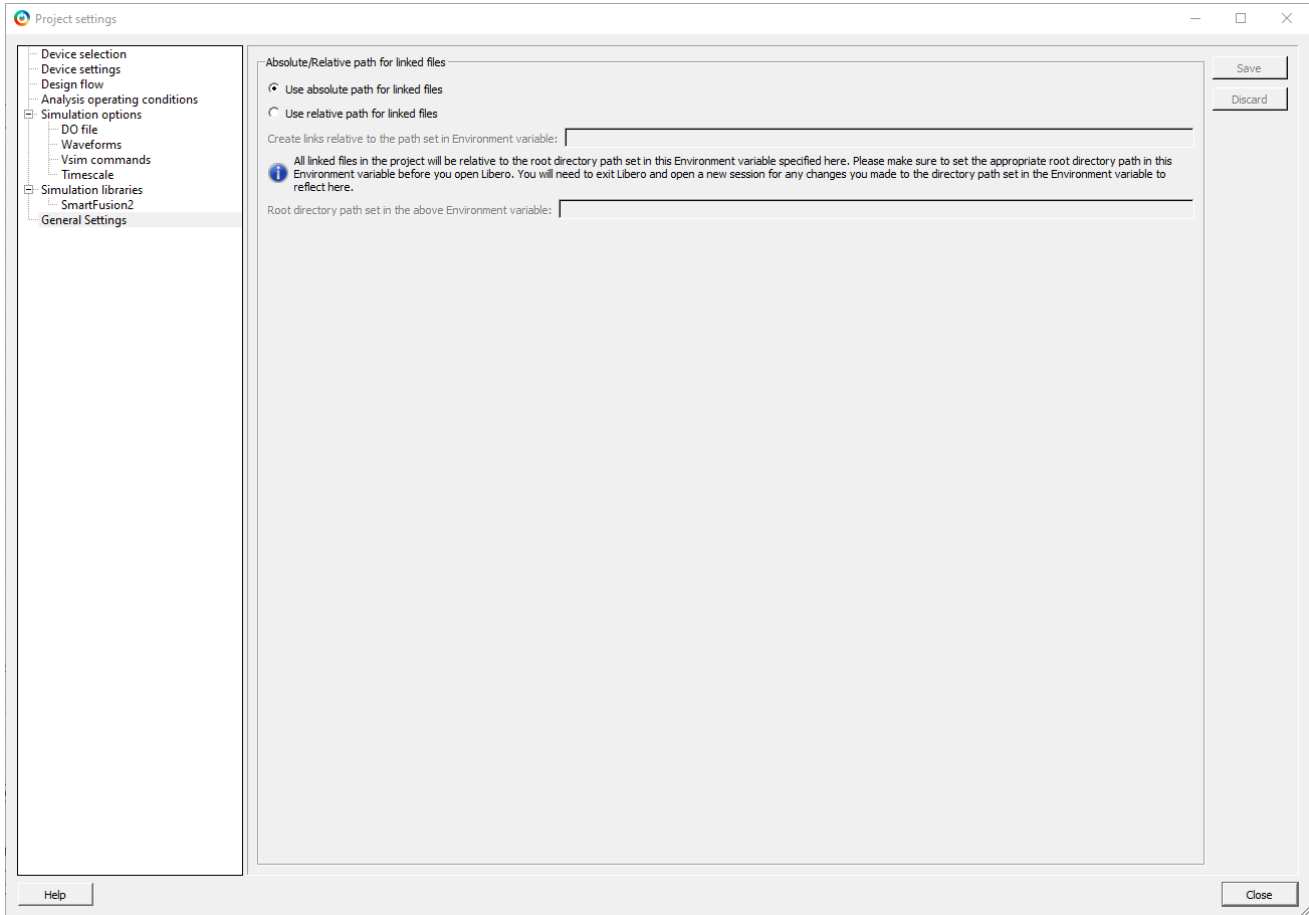 Project settings
Device selection
Device settings
Design flow
Analysis operating conditions
Simulation options
DO file
Waveforms
Vsim commands
Timescale
Simulation libraries
SmartFusion2
General Settings
Absolute/Relative path for linked files
Use absolute path for linked files
Use relative path for linked files
Create links relative to the path set in Environment variable:
All linked files in the project will be relative to the root directory path set in this Environment variable specified here. Please make sure to set the appropriate root directory path in this
Environment variable before you open Libero. You will need to exit Libero and open a new session for any changes you made to the directory path set in the Environment variable to
reflect here.
Root directory path set in the above Environment variable:
Save
Discard
Help
Close